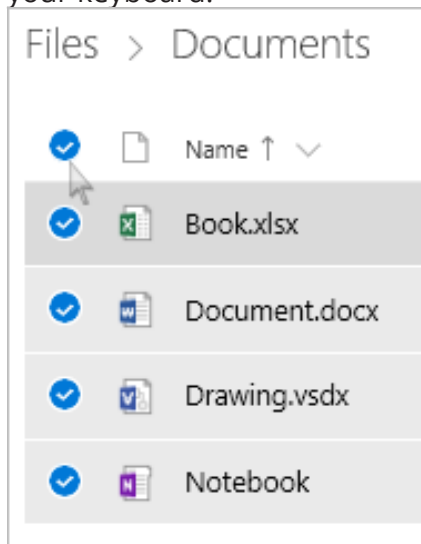 your keyboard.
Files > Documents
Name ↑
Book.xlsx
Document.docx
Drawing.vsdx
Notebook